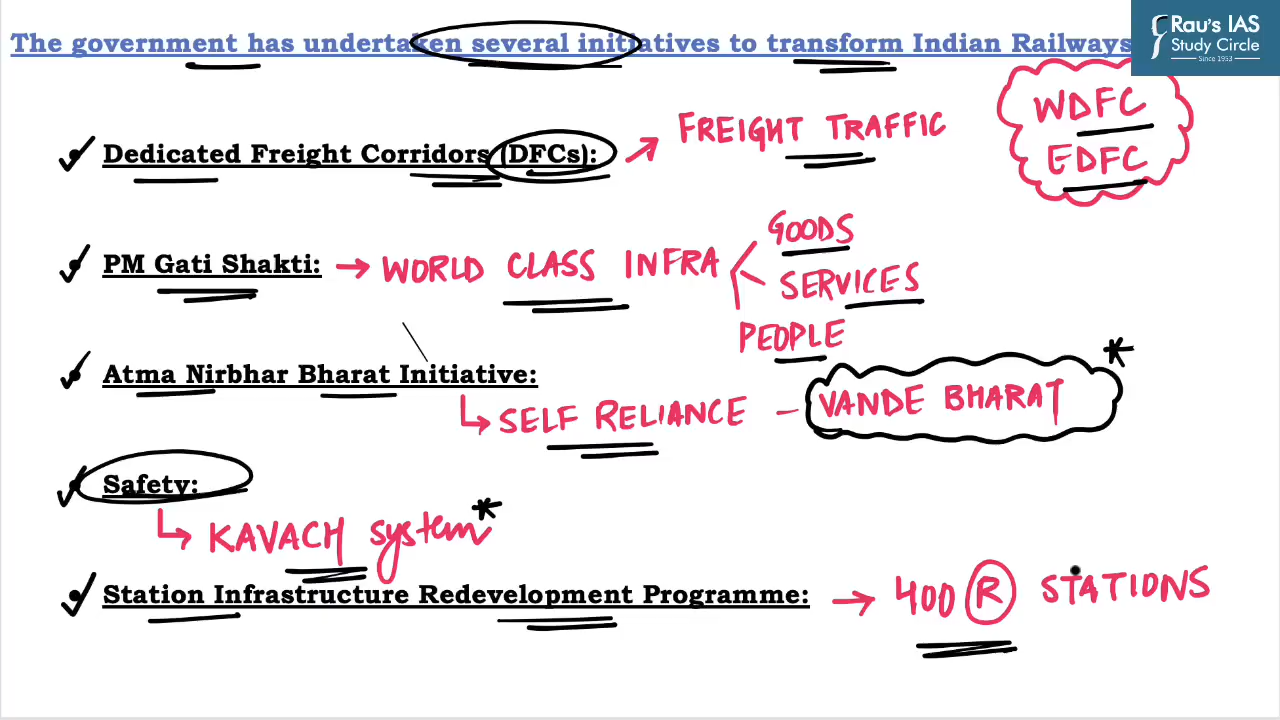 The government has undertaken several initiatives to transform Indian Railways
Rau's IAS
Study Circle
Since 1953
Dedicated Freight Corridors (DFCs):
FREIGHT TRAFFIC
WDFC
EDFC
PM Gati Shakti:
WORLD CLASS INFRA
GOODS
SERVICES
PEOPLE
Atma Nirbhar Bharat Initiative:
SELF RELIANCE - VANDE BHARAT *
Safety:
KAVACH system *
Station Infrastructure Redevelopment Programme:
400 R STATIONS